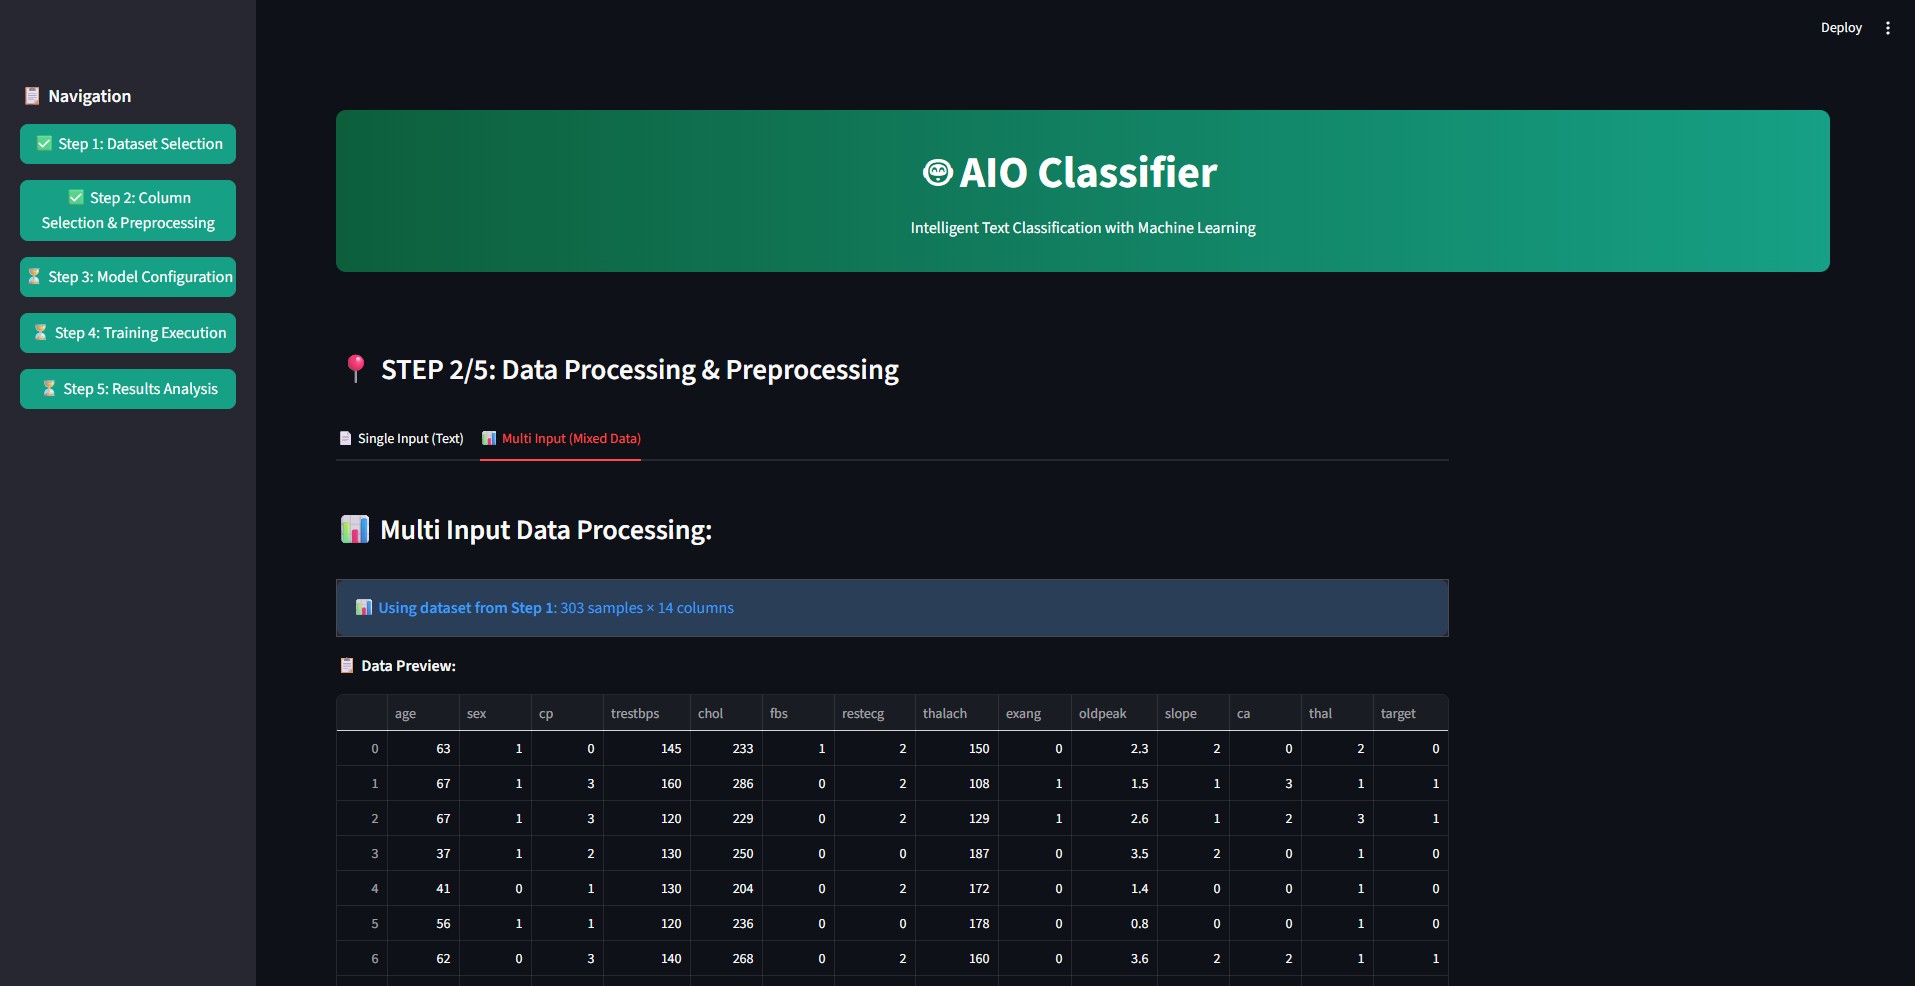 Deploy
Navigation
Step 1: Dataset Selection
Step 2: Column
Selection & Preprocessing
Step 3: Model Configuration
Step 4: Training Execution
Step 5: Results Analysis
AIO Classifier
Intelligent Text Classification with Machine Learning
STEP 2/5: Data Processing & Preprocessing
Single Input (Text) Multi Input (Mixed Data)
Multi Input Data Processing:
Using dataset from Step 1: 303 samples × 14 columns
Data Preview:
age sex cp trestbps chol fbs restecg thalach exang oldpeak slope ca thal target
0 63 1 0 145 233 1 2 150 0 2.3 2 0 2 0
1 67 1 3 160 286 0 2 108 1 1.5 1 3 1 1
2 67 1 3 120 229 0 2 129 1 2.6 1 2 3 1
3 37 1 2 130 250 0 0 187 0 3.5 2 0 1 0
4 41 0 1 130 204 0 2 172 0 1.4 0 0 1 0
5 56 1 1 120 236 0 0 178 0 0.8 0 0 1 0
6 62 0 3 140 268 0 2 160 0 3.6 2 2 1 1